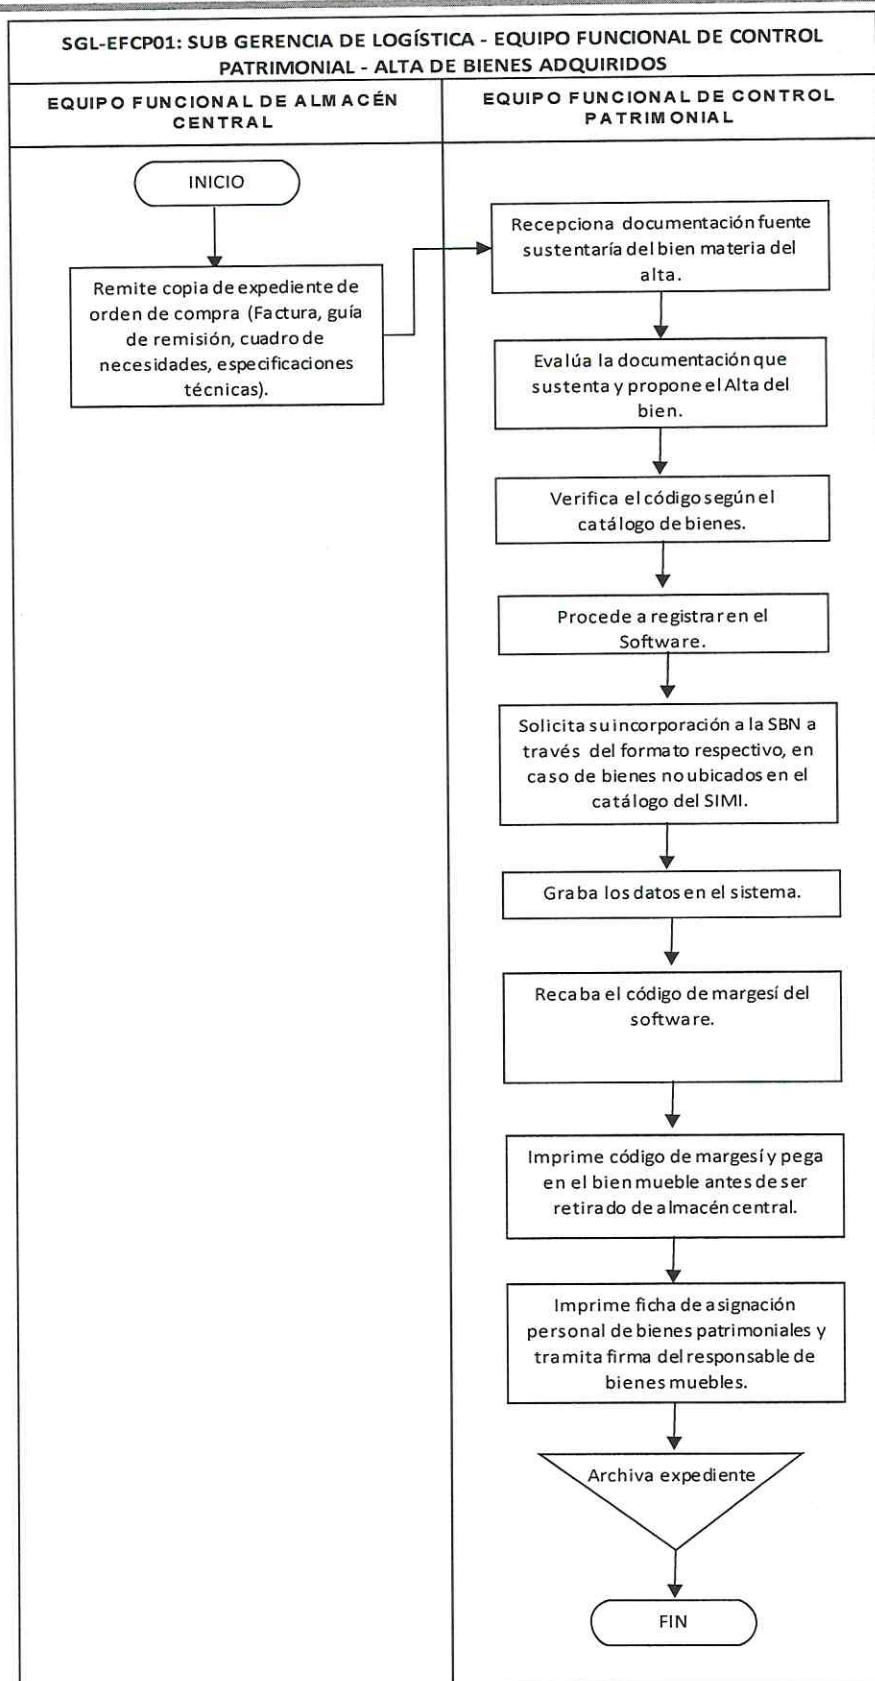 SGL-EFCP01: SUB GERENCIA DE LOGÍSTICA - EQUIPO FUNCIONAL DE CONTROL
PATRIMONIAL - ALTA DE BIENES ADQUIRIDOS
EQUIPO FUNCIONAL DE ALMACÉN
CENTRAL
EQUIPO FUNCIONAL DE CONTROL
PATRIMONIAL
INICIO
Remite copia de expediente de
orden de compra (Factura, guía
de remisión, cuadro de
necesidades, especificaciones
técnicas).
Recepciona documentación fuente
sustentaría del bien materia del
alta.
Evalúa la documentación que
sustenta y propone el Alta del
bien.
Verifica el código según el
catálogo de bienes.
Procede a registrar en el
Software.
Solicita su incorporación a la SBN a
través del formato respectivo, en
caso de bienes no ubicados en el
catálogo del SIMI.
Graba los datos en el sistema.
Recaba el código de margesí del
software.
Imprime código de margesí y pega
en el bien mueble antes de ser
retirado de almacén central.
Imprime ficha de asignación
personal de bienes patrimoniales y
tramita firma del responsable de
bienes muebles.
Archiva expediente
FIN